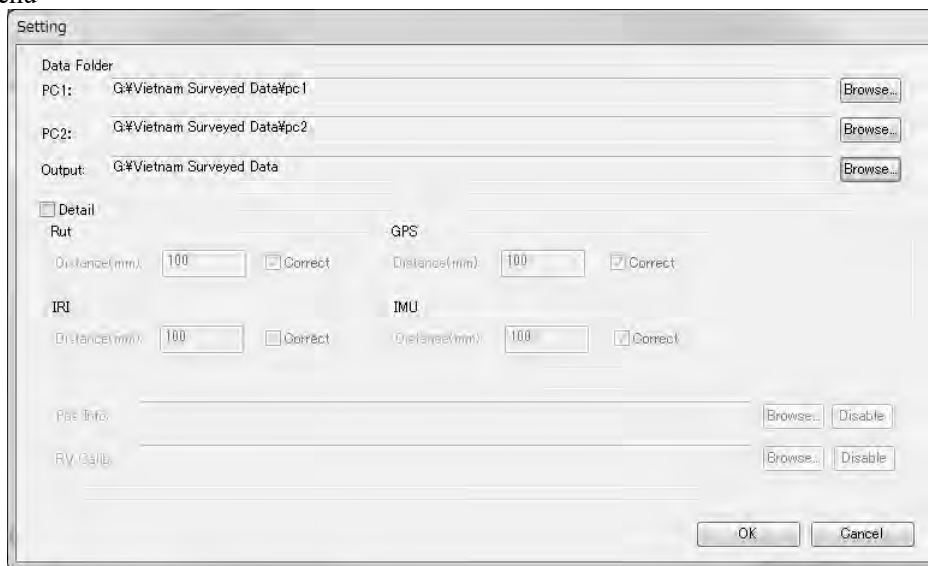 Setting
Data Folder
PC1: G:¥Vietnam Surveyed Data¥pc1 Browse...
PC2: G:¥Vietnam Surveyed Data¥pc2 Browse...
Output: G:¥Vietnam Surveyed Data Browse...
Detail
Rut GPS
Distance(mm): 100 Correct Distance(mm): 100 Correct
IRI IMU
Distance(mm): 100 Correct Distance(mm): 100 Correct
Pos Info: Browse... Disable
RV Calib: Browse... Disable
OK Cancel